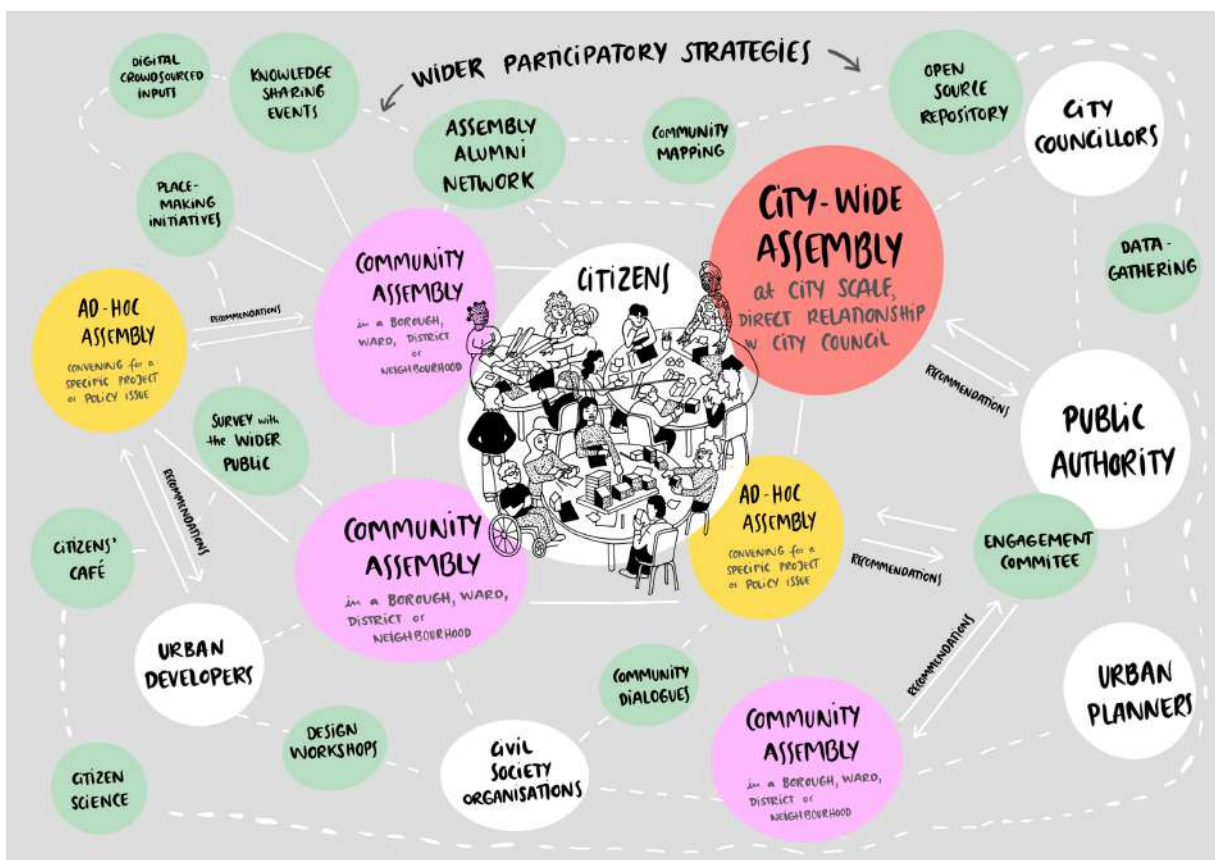 WIDER PARTICIPATORY STRATEGIES
DIGITAL
CROWDSOURCED
INPUTS
KNOWLEDGE
SHARING
EVENTS
ASSEMBLY
ALUMNI
NETWORK
COMMUNITY
MAPPING
OPEN
SOURCE
REPOSITORY
CITY
COUNCILLORS
PLACE-
MAKING
INITIATIVES
COMMUNITY
ASSEMBLY
in a BOROUGH,
WARD, DISTRICT
or
NEIGHBOURHOOD
CITIZENS
CITY-WIDE
ASSEMBLY
at CITY SCALE,
DIRECT RELATIONSHIP
w CITY COUNCIL
DATA-
GATHERING
AD-HOC
ASSEMBLY
CONVENING for a
SPECIFIC PROJECT
or POLICY ISSUE
RECOMMENDATIONS
RECOMMENDATIONS
SURVEY with
the WIDER
PUBLIC
RECOMMENDATIONS
PUBLIC
AUTHORITY
CITIZENS'
CAFÉ
COMMUNITY
ASSEMBLY
in a BOROUGH, WARD,
DISTRICT or
NEIGHBOURHOOD
AD-HOC
ASSEMBLY
CONVENING for a
SPECIFIC PROJECT
or POLICY ISSUE
RECOMMENDATIONS
ENGAGEMENT
COMMITEE
URBAN
DEVELOPERS
COMMUNITY
DIALOGUES
RECOMMENDATIONS
URBAN
PLANNERS
DESIGN
WORKSHOPS
CIVIL
SOCIETY
ORGANISATIONS
COMMUNITY
ASSEMBLY
in a BOROUGH, WARD,
DISTRICT or
NEIGHBOURHOOD
CITIZEN
SCIENCE